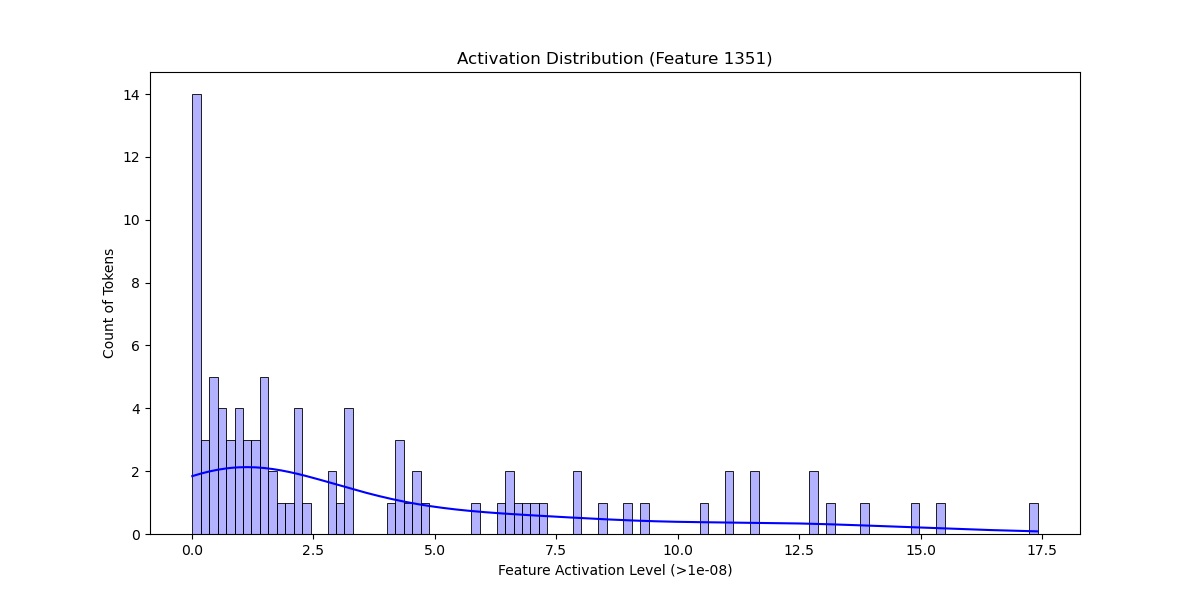 Activation Distribution (Feature 1351)
14
12
10
8
6
4
2
0
Count of Tokens
0.0 2.5 5.0 7.5 10.0 12.5 15.0 17.5
Feature Activation Level (>1e-08)